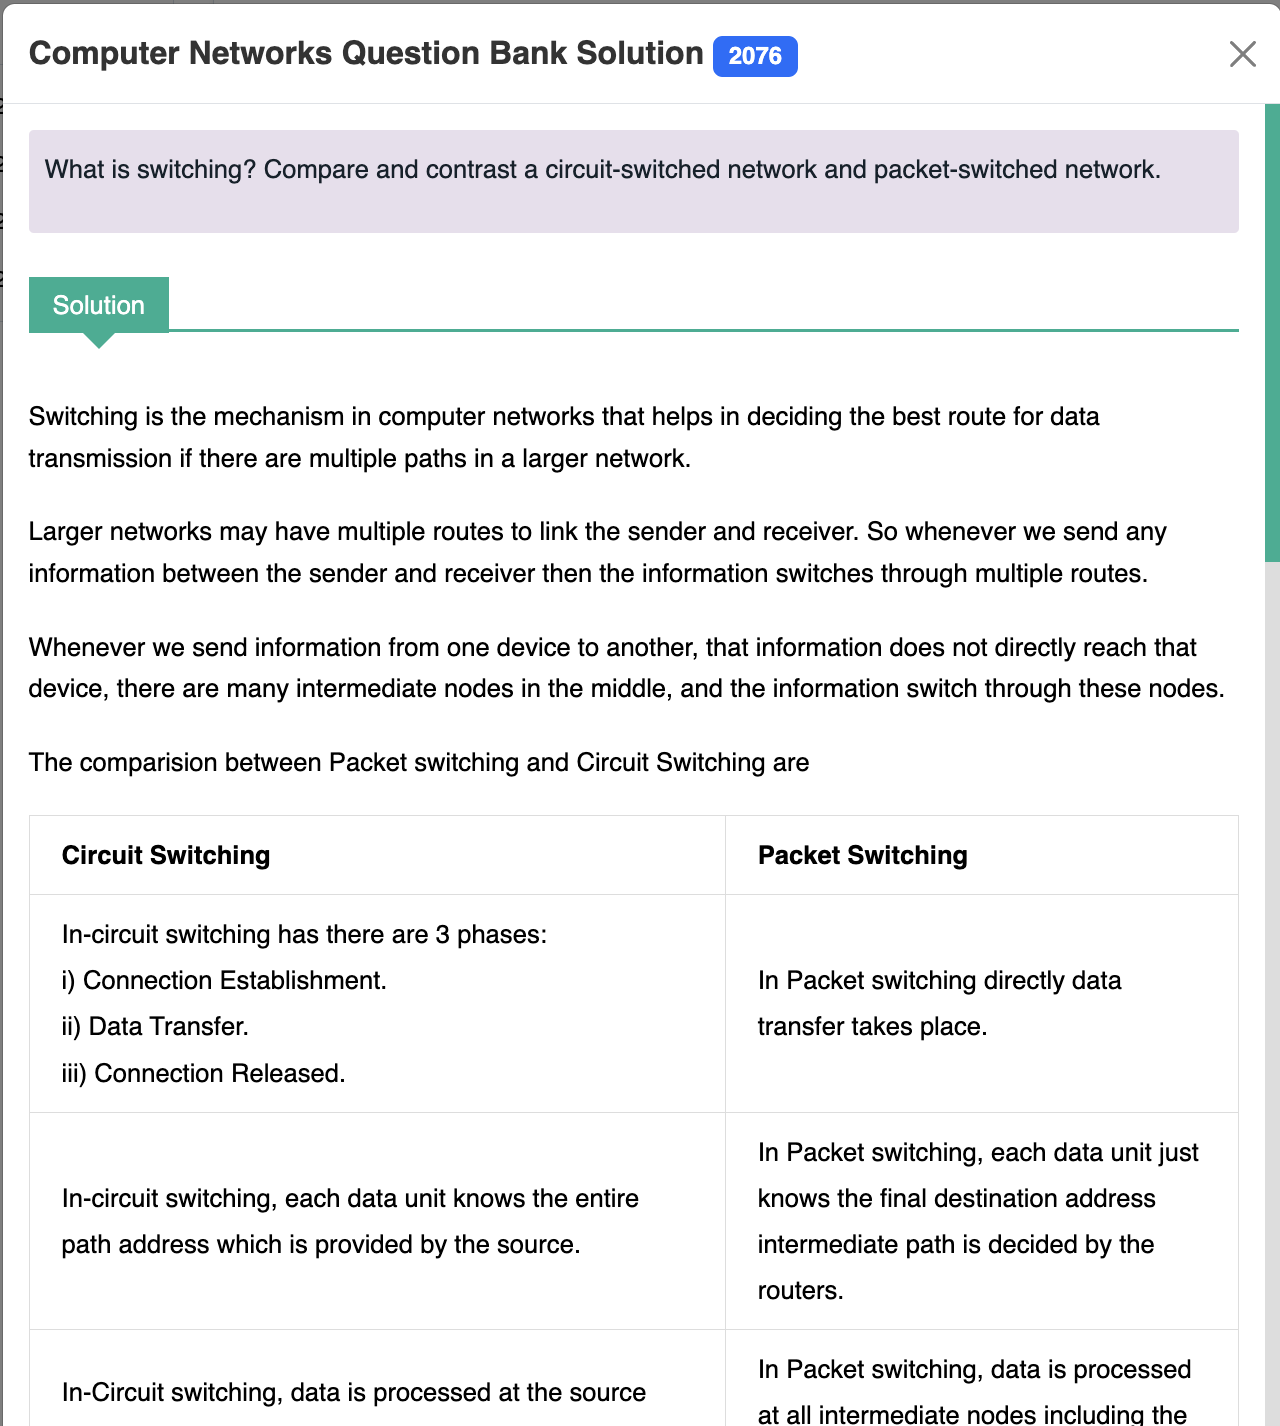 Computer Networks Question Bank Solution 2076
What is switching? Compare and contrast a circuit-switched network and packet-switched network.
Solution
Switching is the mechanism in computer networks that helps in deciding the best route for data
transmission if there are multiple paths in a larger network.
Larger networks may have multiple routes to link the sender and receiver. So whenever we send any
information between the sender and receiver then the information switches through multiple routes.
Whenever we send information from one device to another, that information does not directly reach that
device, there are many intermediate nodes in the middle, and the information switch through these nodes.
The comparision between Packet switching and Circuit Switching are
Circuit Switching
Packet Switching
In-circuit switching has there are 3 phases:
i) Connection Establishment.
ii) Data Transfer.
iii) Connection Released.
In Packet switching directly data
transfer takes place.
In-circuit switching, each data unit knows the entire
path address which is provided by the source.
In Packet switching, each data unit just
knows the final destination address
intermediate path is decided by the
routers.
In-Circuit switching, data is processed at the source
In Packet switching, data is processed
at all intermediate nodes including the